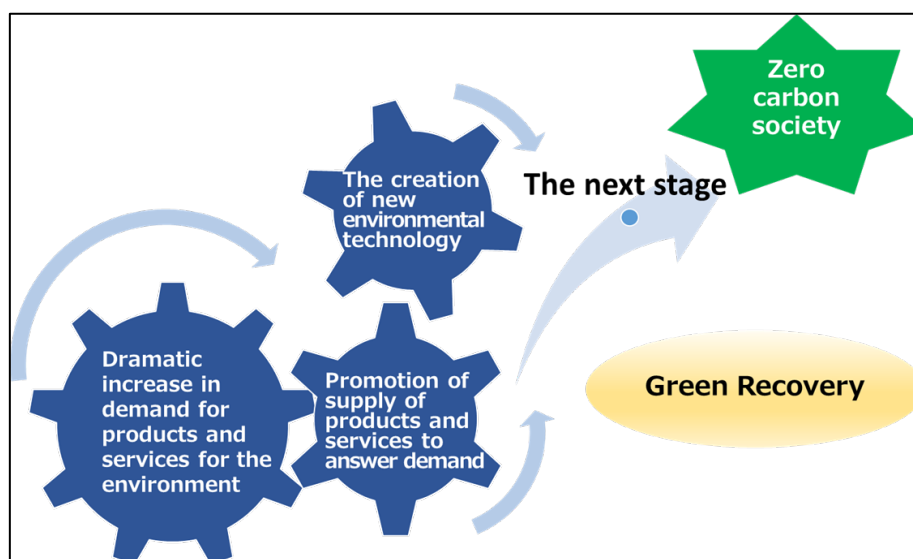 Zero
carbon
society
The next stage
The creation
of new
environmental
technology
Dramatic
increase in
demand for
products and
services for the
environment
Promotion of
supply of
products and
services to
answer demand
Green Recovery